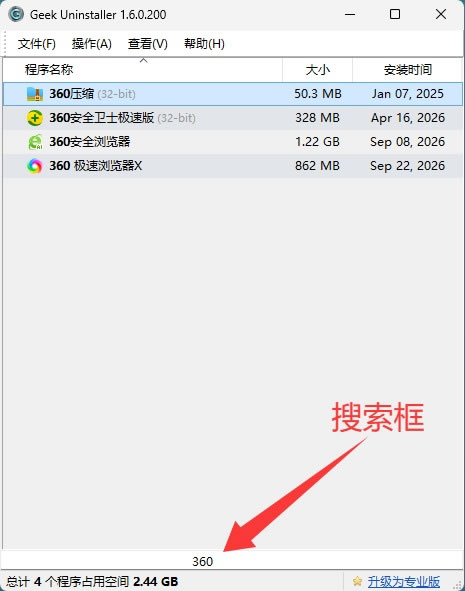 Geek Uninstaller 1.6.0.200
文件(F) 操作(A) 查看(V) 帮助(H)
程序名称 大小 安装时间
360压缩 (32-bit) 50.3 MB Jan 07, 2025
360安全卫士极速版 (32-bit) 328 MB Apr 16, 2026
360安全浏览器 1.22 GB Sep 08, 2026
360 极速浏览器X 862 MB Sep 22, 2026
搜索框
360
总计 4 个程序占用空间 2.44 GB 升级为专业版